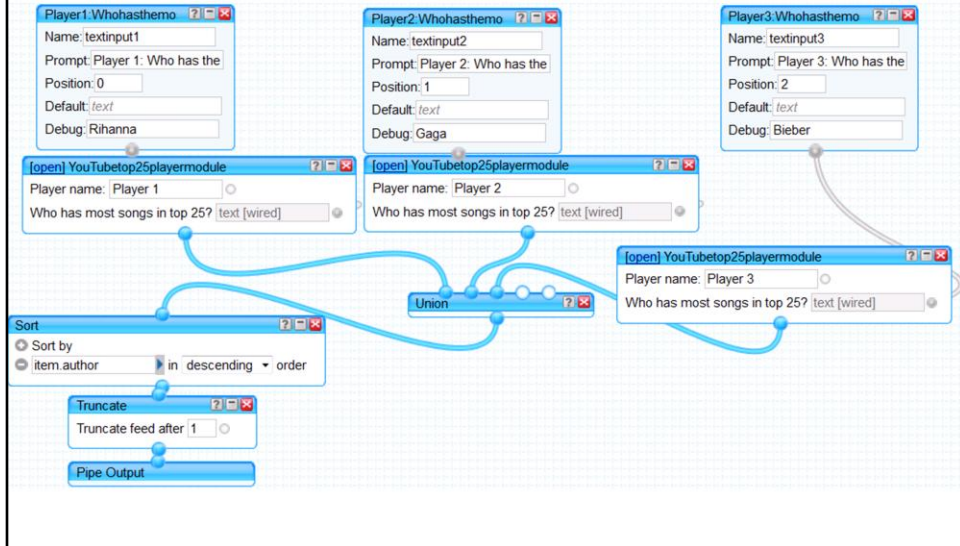 Player1:Whohasthemo
Name: textinput1
Prompt: Player 1: Who has the
Position: 0
Default: text
Debug: Rihanna
Player2:Whohasthemo
Name: textinput2
Prompt: Player 2: Who has the
Position: 1
Default: text
Debug: Gaga
Player3:Whohasthemo
Name: textinput3
Prompt: Player 3: Who has the
Position: 2
Default: text
Debug: Bieber
[open] YouTubetop25playermodule
Player name: Player 1
Who has most songs in top 25? text [wired]
[open] YouTubetop25playermodule
Player name: Player 2
Who has most songs in top 25? text [wired]
[open] YouTubetop25playermodule
Player name: Player 3
Who has most songs in top 25? text [wired]
Union
Sort
Sort by
item.author in descending order
Truncate
Truncate feed after 1
Pipe Output